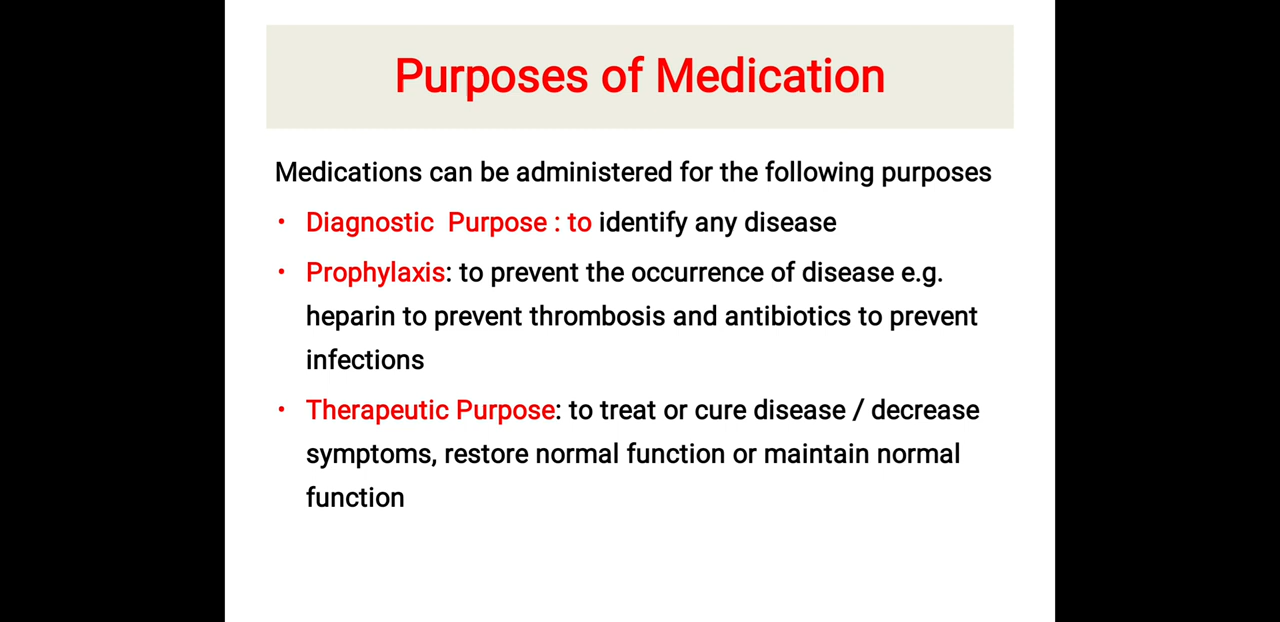 Purposes of Medication
Medications can be administered for the following purposes
• Diagnostic  Purpose : to identify any disease
• Prophylaxis: to prevent the occurrence of disease e.g.
heparin to prevent thrombosis and antibiotics to prevent
infections
• Therapeutic Purpose: to treat or cure disease / decrease
symptoms, restore normal function or maintain normal
function